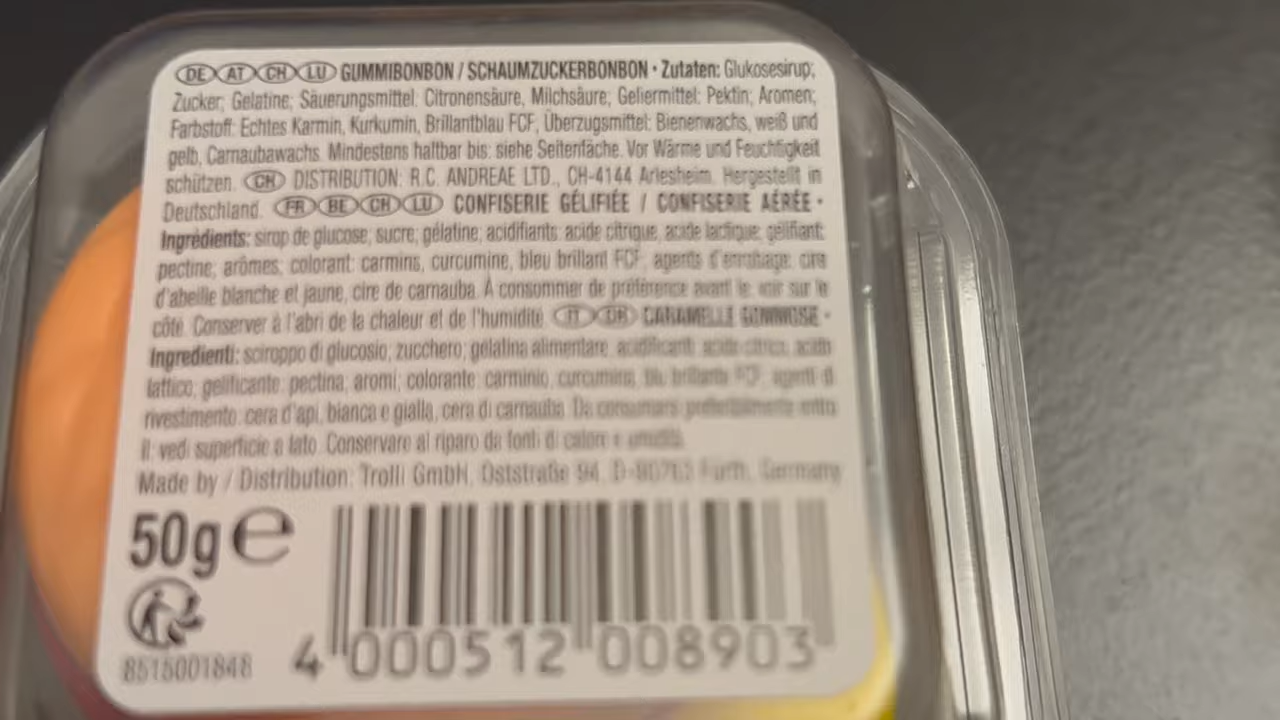 DE AT CH LU GUMMIBONBON / SCHAUMZUCKERBONBON • Zutaten: Glukosesirup;
Zucker; Gelatine; Säuerungsmittel: Citronensäure, Milchsäure; Geliermittel: Pektin; Aromen;
Farbstoff: Echtes Karmin, Kurkumin, Brillantblau FCF; Überzugsmittel: Bienenwachs, weiß und
gelb, Carnaubawachs. Mindestens haltbar bis: siehe Seitenfäche. Vor Wärme und Feuchtigkeit
schützen. CH DISTRIBUTION: R.C. ANDREAE LTD., CH-4144 Arlesheim. Hergestellt in
Deutschland. FR BE CH LU CONFISERIE GÉLIFIÉE / CONFISERIE AÉRÉE •
Ingrédients: sirop de glucose; sucre; gélatine; acidifiants: acide citrique, acide lactique; gélifiant:
pectine; arômes; colorant: carmins, curcumine, bleu brillant FCF; agents d'enrobage: cire
d'abeille blanche et jaune, cire de carnauba. À consommer de préférence avant le: voir sur le
côté. Conserver à l'abri de la chaleur et de l'humidité. IT CH CARAMELLE GOMMOSE •
Ingredienti: sciroppo di glucosio; zucchero; gelatina alimentare; acidificanti: acido citrico, acido
lattico; gelificante: pectina; aromi; colorante: carminio, curcumina, blu brillante FCF; agenti di
rivestimento: cera d'api, bianca e gialla, cera di carnauba. Da consumarsi preferibilmente entro
il: vedi superficie a lato. Conservare al riparo da fonti di calore e umidità.
Made by / Distribution: Trolli GmbH, Oststraße 94, D-90763 Fürth, Germany
50g e
8515001848
4 000512 008903